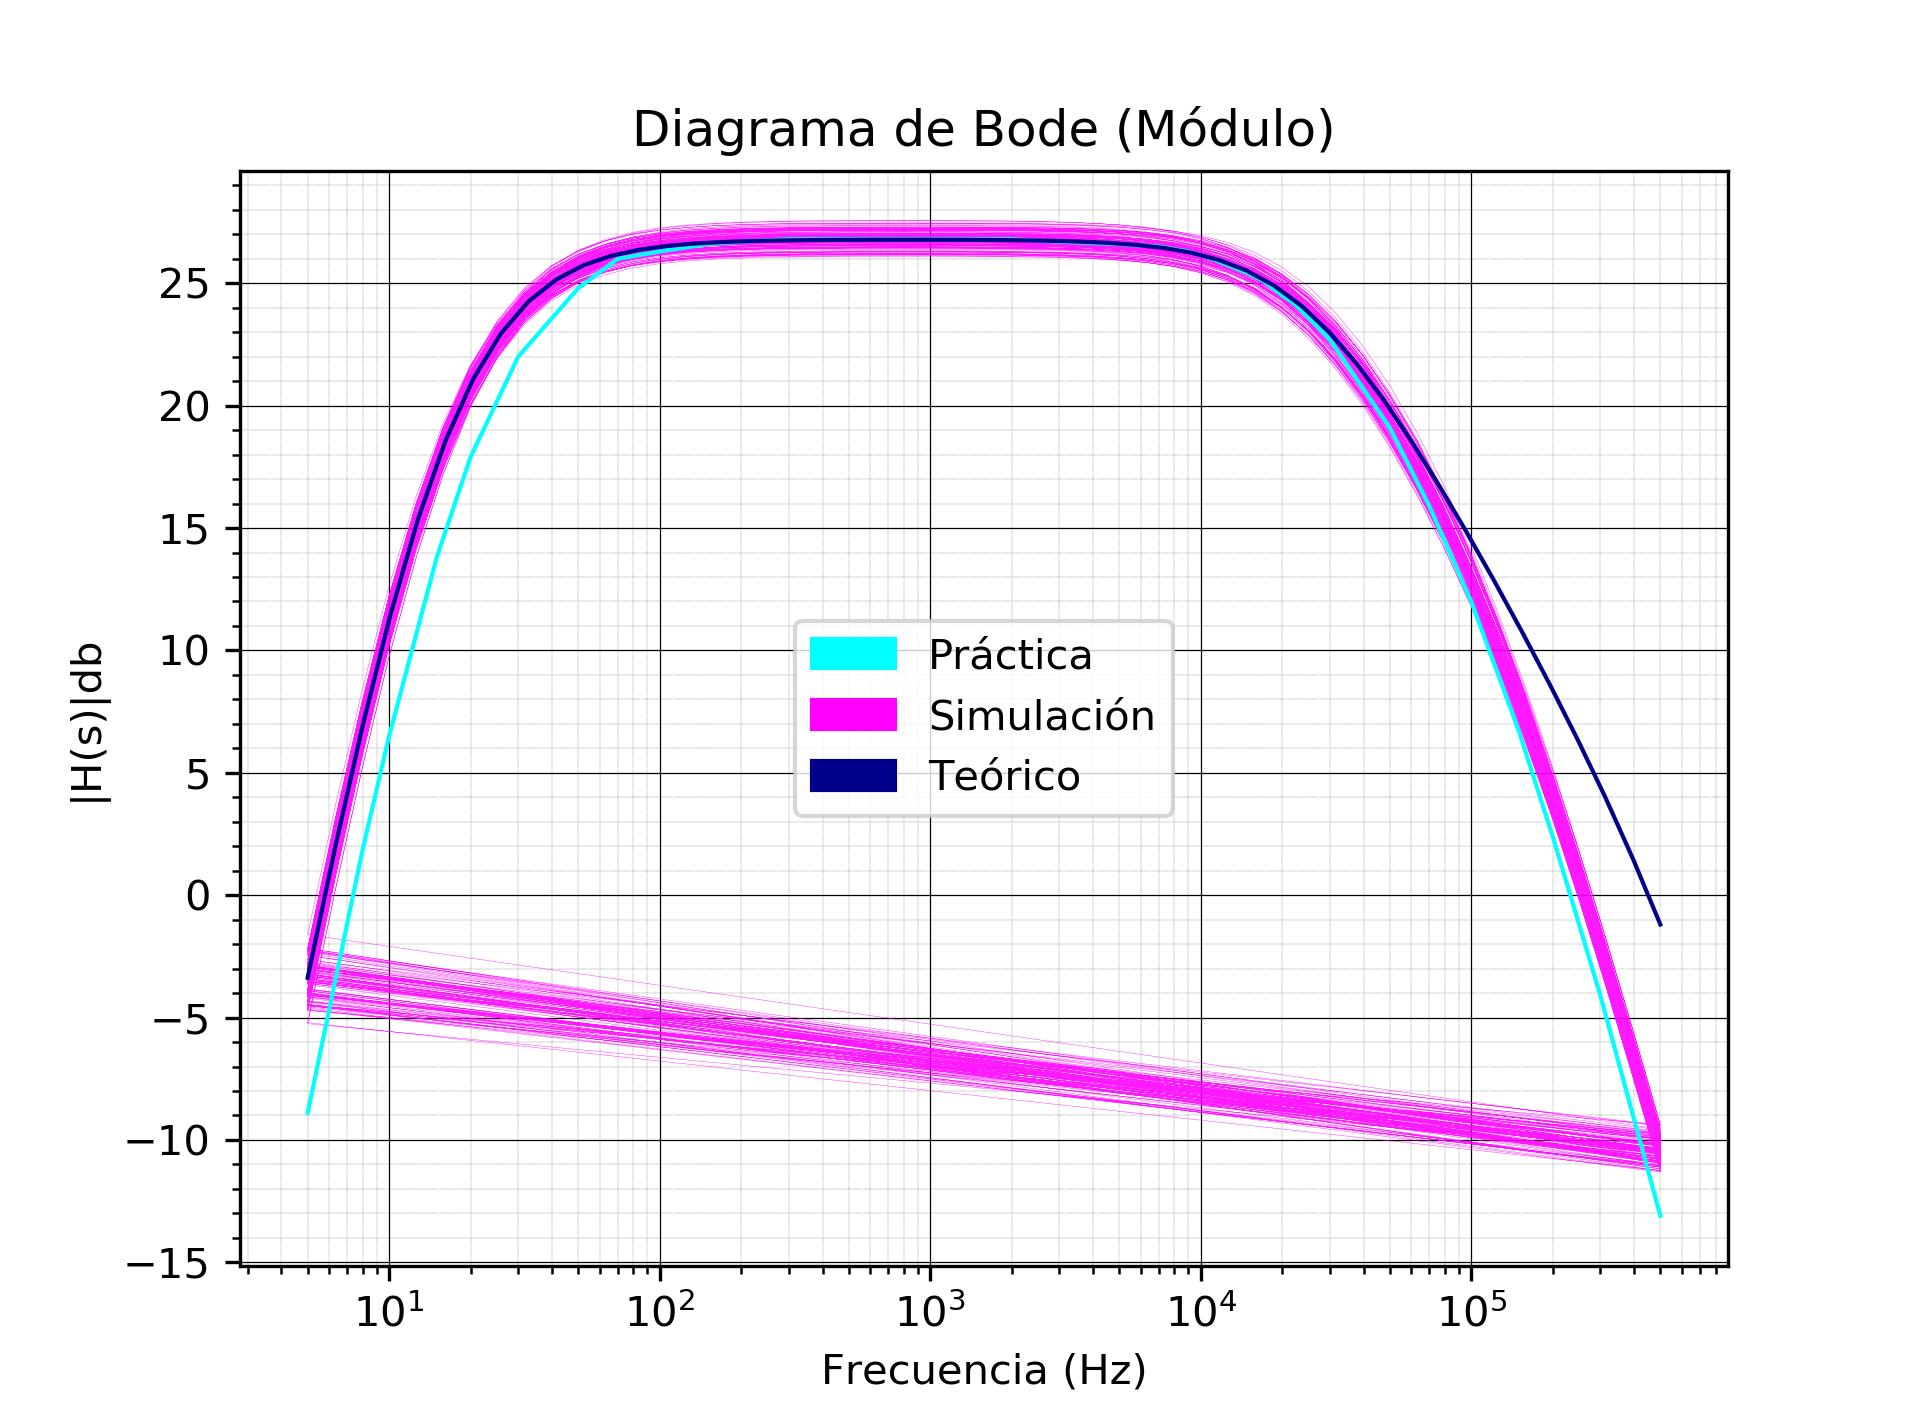 Diagrama de Bode (Módulo)
|H(s)|db
25
20
15
10
5
0
−5
−10
−15
Práctica
Simulación
Teórico
10¹ 10² 10³ 10⁴ 10⁵
Frecuencia (Hz)